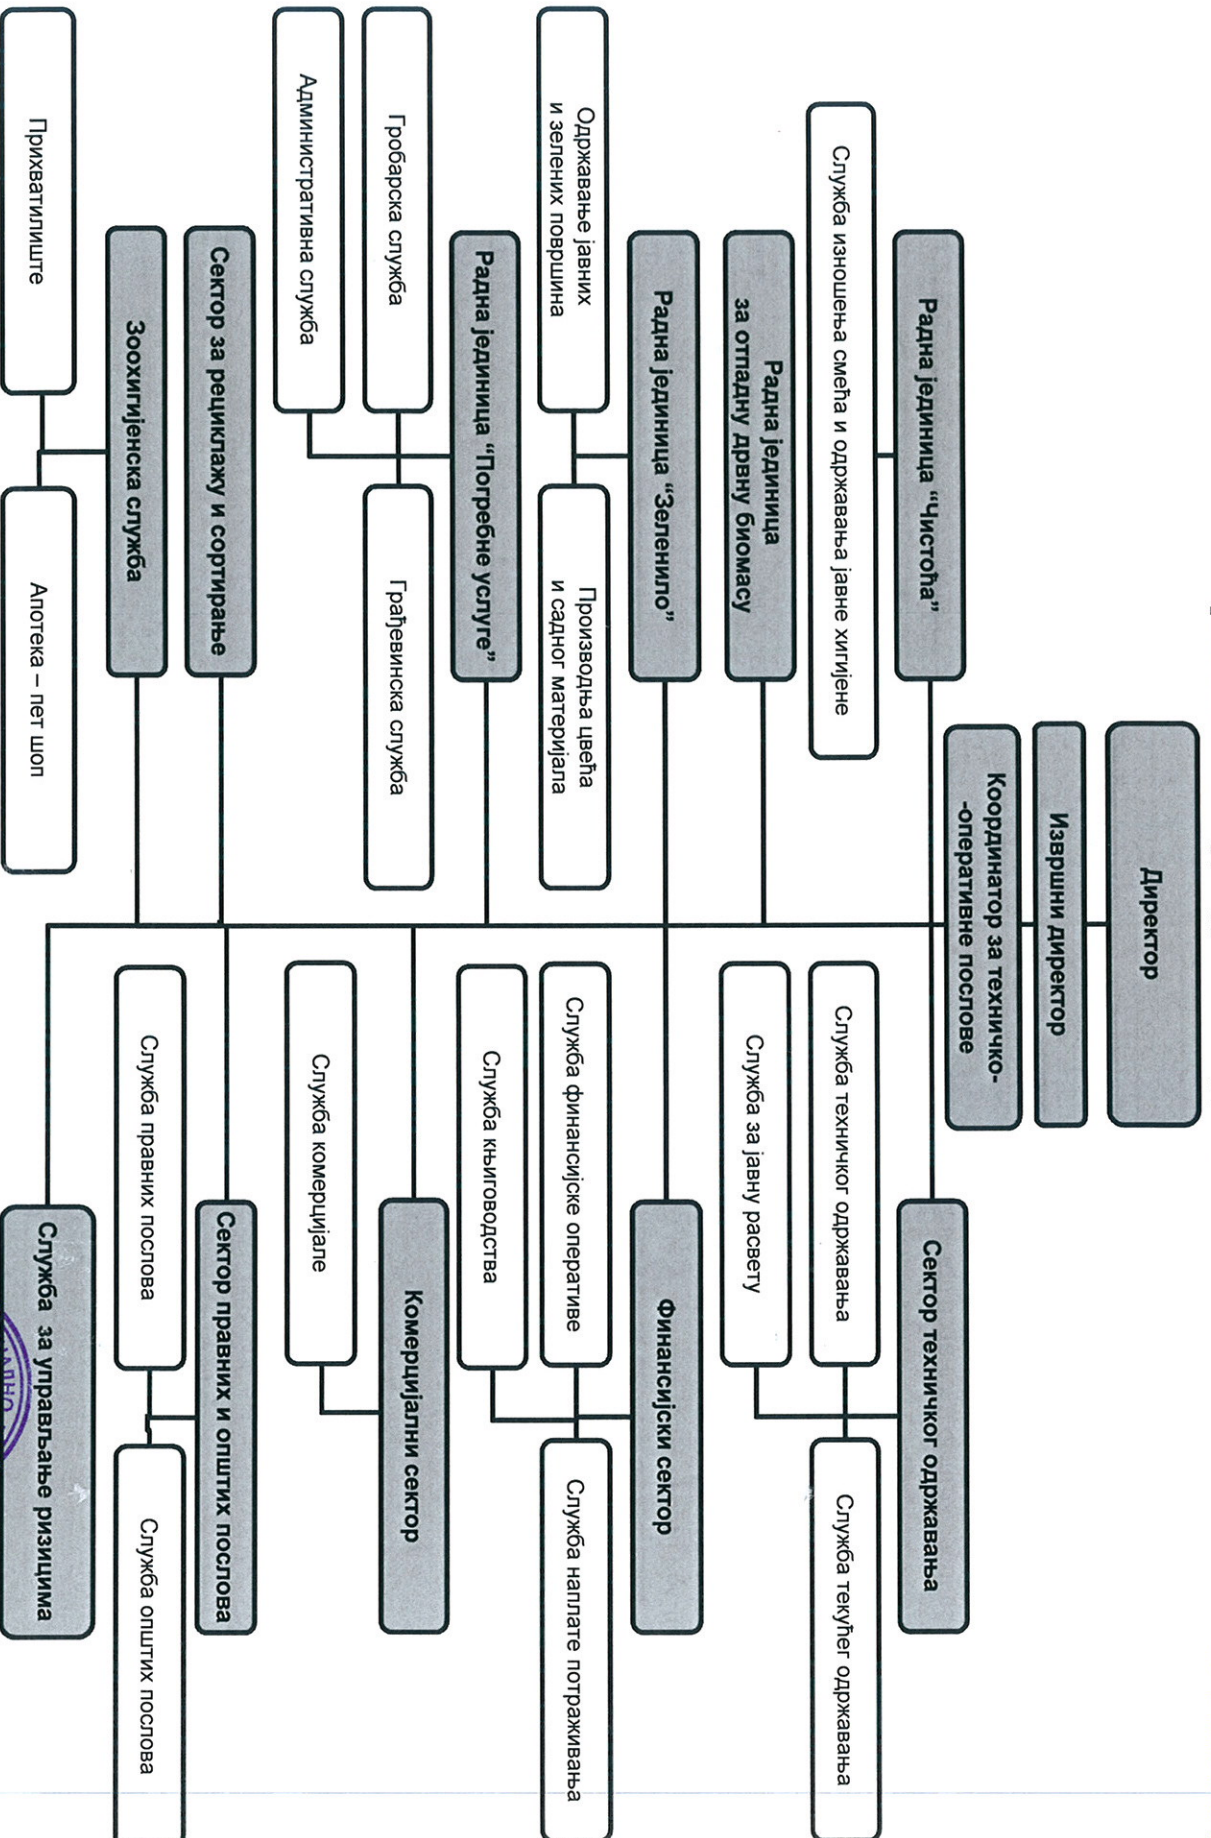 Директор
Извршни директор
Координатор за техничко-
-оперативне послове
Радна јединица “Чистоћа”
Служба изношења смећа и одржавања јавне хигијене
Радна јединица
за отпадну дрвну биомасу
Радна јединица “Зеленило”
Одржавање јавних
и зелених површина
Производња цвећа
и садног материјала
Радна јединица “Погребне услуге”
Гробарска служба
Грађевинска служба
Административна служба
Сектор за рециклажу и сортирање
Зоохигијенска служба
Прихватилиште
Апотека – пет шоп
Сектор техничког одржавања
Служба техничког одржавања
Служба текућег одржавања
Служба за јавну расвету
Финансијски сектор
Служба финансијске оперативе
Служба наплате потраживања
Служба књиговодства
Комерцијални сектор
Служба комерцијале
Сектор правних и општих послова
Служба правних послова
Служба општих послова
Служба за управљање ризицима